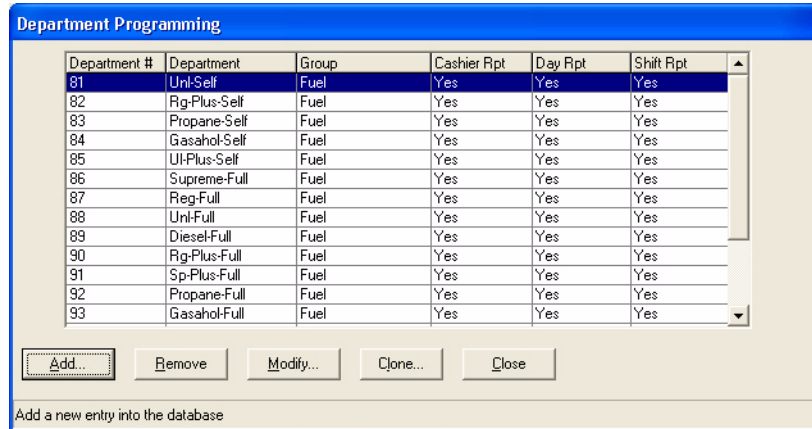 Department Programming
Department # Department Group Cashier Rpt Day Rpt Shift Rpt
81 Unl-Self Fuel Yes Yes Yes
82 Rg-Plus-Self Fuel Yes Yes Yes
83 Propane-Self Fuel Yes Yes Yes
84 Gasahol-Self Fuel Yes Yes Yes
85 Ul-Plus-Self Fuel Yes Yes Yes
86 Supreme-Full Fuel Yes Yes Yes
87 Reg-Full Fuel Yes Yes Yes
88 Unl-Full Fuel Yes Yes Yes
89 Diesel-Full Fuel Yes Yes Yes
90 Rg-Plus-Full Fuel Yes Yes Yes
91 Sp-Plus-Full Fuel Yes Yes Yes
92 Propane-Full Fuel Yes Yes Yes
93 Gasahol-Full Fuel Yes Yes Yes
Add... Remove Modify... Clone... Close
Add a new entry into the database